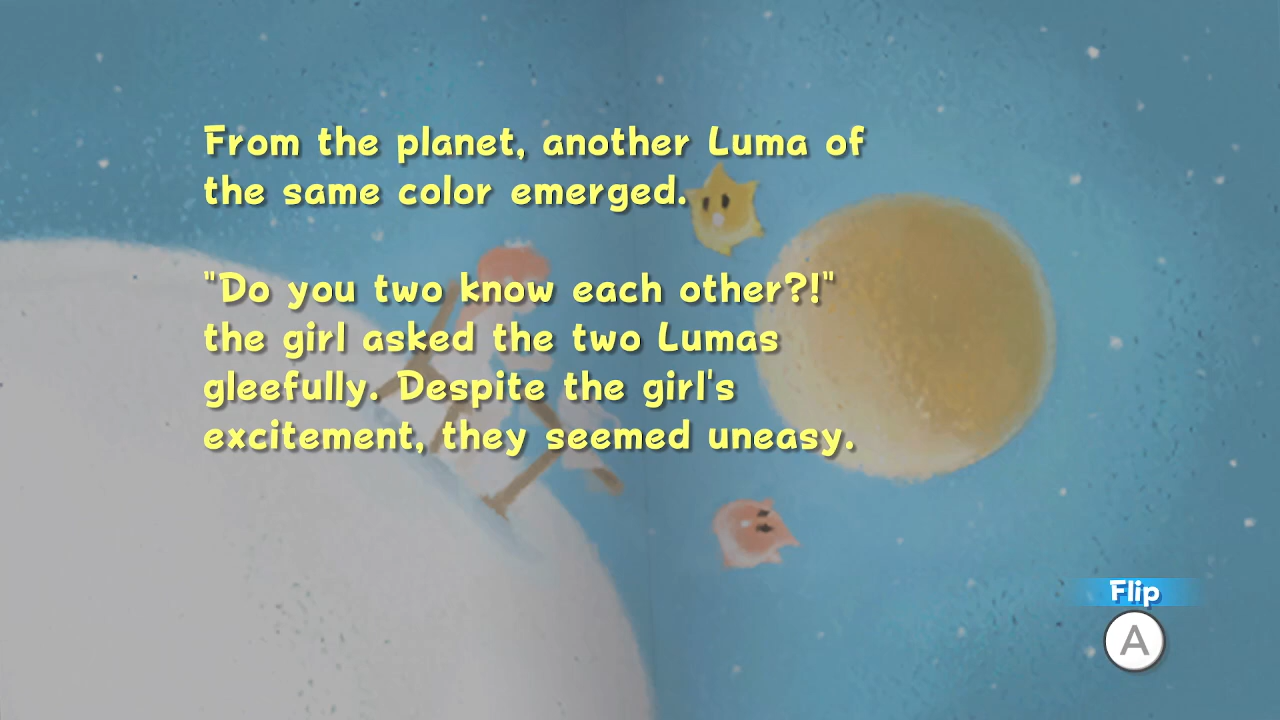 From the planet, another Luma of
the same color emerged.
"Do you two know each other?!"
the girl asked the two Lumas
gleefully. Despite the girl's
excitement, they seemed uneasy.
Flip
A